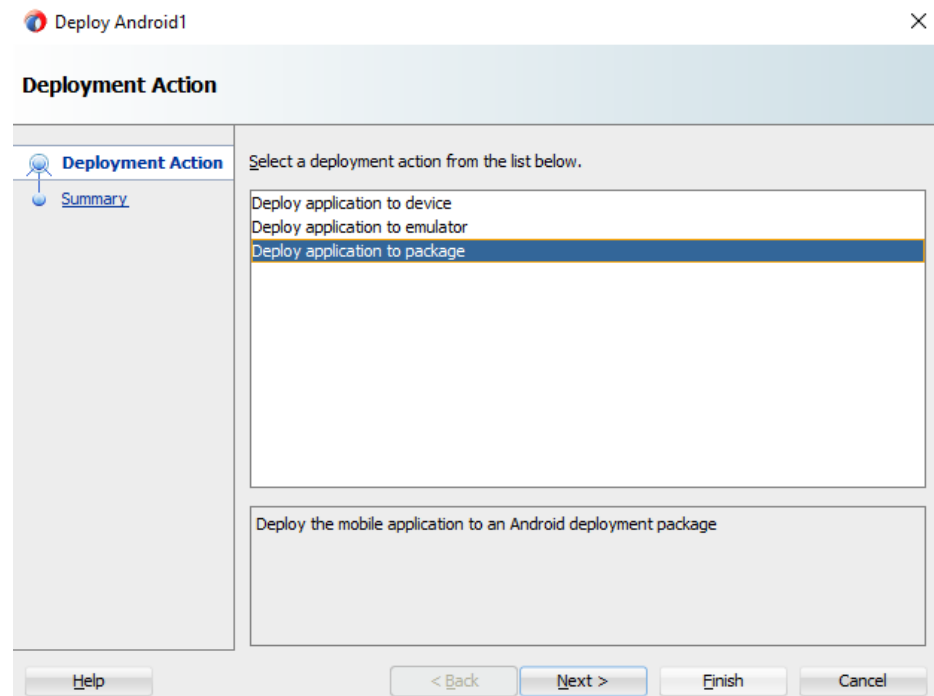 Deploy Android1
Deployment Action
Deployment Action
Summary
Select a deployment action from the list below.
Deploy application to device
Deploy application to emulator
Deploy application to package
Deploy the mobile application to an Android deployment package
Help
< Back
Next >
Finish
Cancel